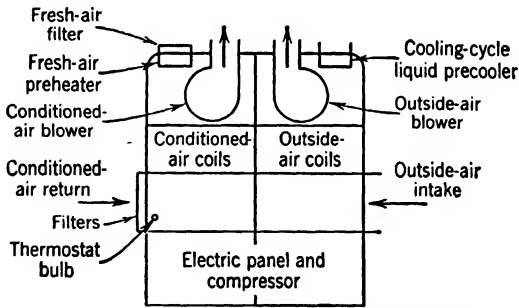 Fresh-air
filter
Fresh-air
preheater
Conditioned-
air blower
Cooling-cycle
liquid precooler
Outside-air
blower
Conditioned-
air coils
Outside-
air coils
Conditioned-
air return
Outside-air
intake
Filters
Thermostat
bulb
Electric panel and
compressor